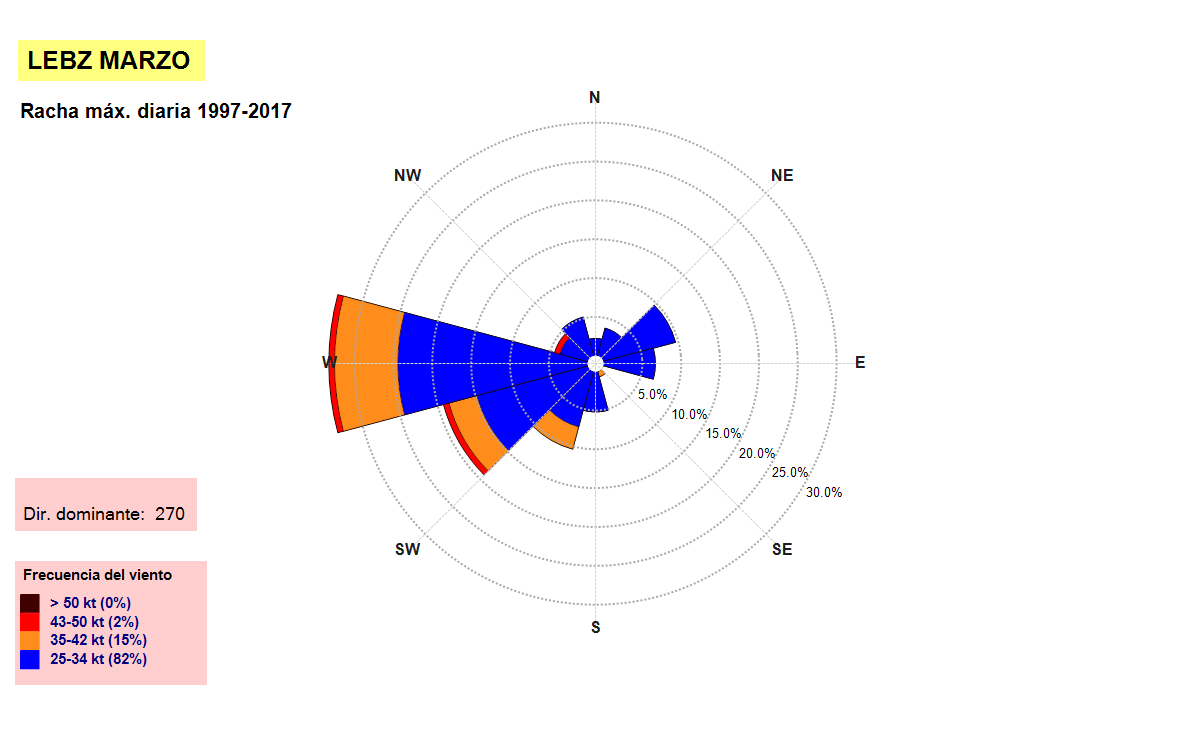 LEBZ MARZO
Racha máx. diaria 1997-2017
N
NW
NE
W
E
5.0%
10.0%
15.0%
20.0%
25.0%
30.0%
Dir. dominante: 270
SW
SE
Frecuencia del viento
> 50 kt (0%)
43-50 kt (2%)
35-42 kt (15%)
25-34 kt (82%)
S